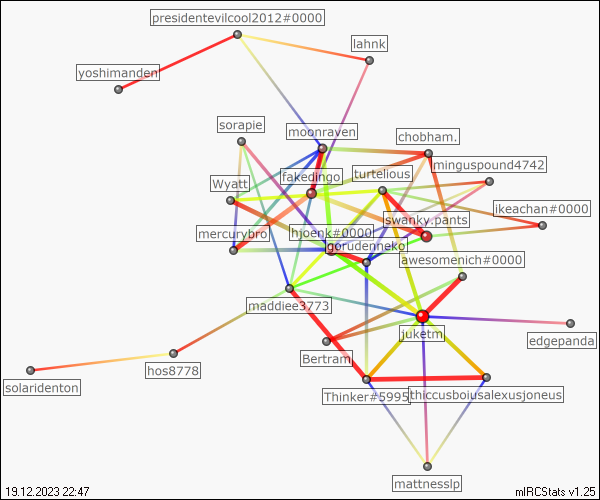 presidentevilcool2012#0000
lahnk
yoshimanden
sorapie
moonraven
chobham.
minguspound4742
fakedingo
turtelious
Wyatt
ikeachan#0000
swanky.pants
mercurybro
hjoenk#0000
gorudenneko
awesomenich#0000
maddiee3773
juketm.
edgepanda
Bertram
hos8778
solaridenton
Thinker#5995
thiccusboiusalexusjoneus
mattnesslp
19.12.2023 22:47
mIRCStats v1.25